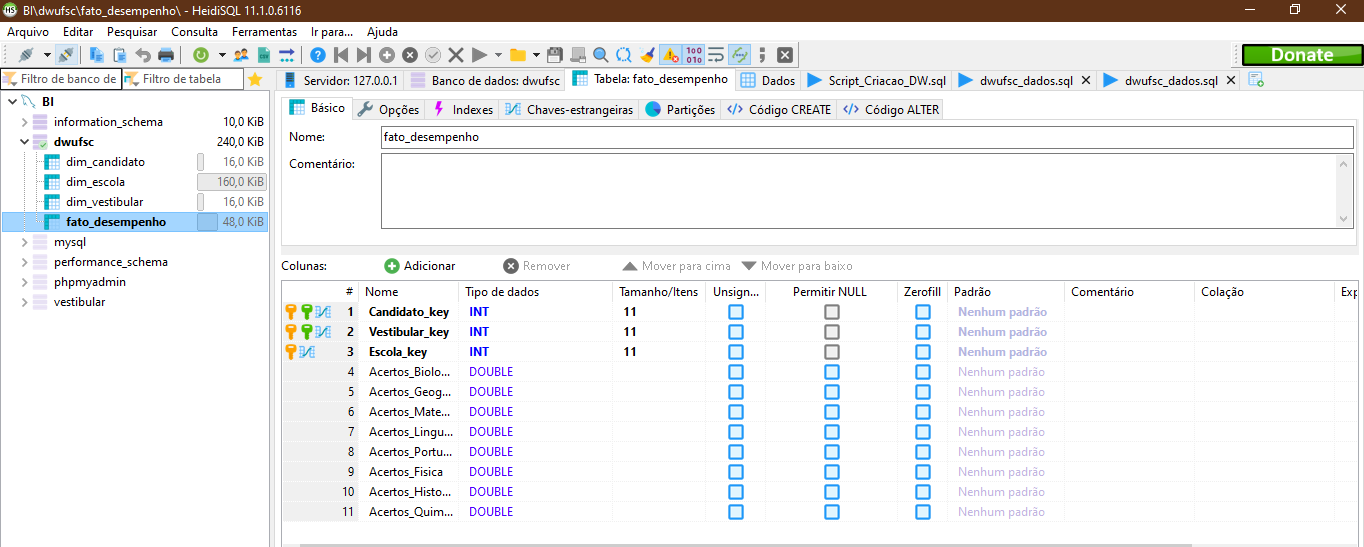 BI\dwufsc\fato_desempenho\ - HeidiSQL 11.1.0.6116
Arquivo Editar Pesquisar Consulta Ferramentas Ir para... Ajuda
Donate
Filtro de banco de Filtro de tabela
Servidor: 127.0.0.1 Banco de dados: dwufsc Tabela: fato_desempenho Dados Script_Criacao_DW.sql dwufsc_dados.sql dwufsc_dados.sql
BI
information_schema 10,0 KiB
dwufsc 240,0 KiB
dim_candidato 16,0 KiB
dim_escola 160,0 KiB
dim_vestibular 16,0 KiB
fato_desempenho 48,0 KiB
mysql
performance_schema
phpmyadmin
vestibular
Básico Opções Indexes Chaves-estrangeiras Partições Código CREATE Código ALTER
Nome: fato_desempenho
Comentário:
Colunas: Adicionar Remover Mover para cima Mover para baixo
# Nome Tipo de dados Tamanho/Itens Unsign... Permitir NULL Zerofill Padrão Comentário Colação Exp
1 Candidato_key INT 11 Nenhum padrão
2 Vestibular_key INT 11 Nenhum padrão
3 Escola_key INT 11 Nenhum padrão
4 Acertos_Biolo... DOUBLE Nenhum padrão
5 Acertos_Geog... DOUBLE Nenhum padrão
6 Acertos_Mate... DOUBLE Nenhum padrão
7 Acertos_Lingu... DOUBLE Nenhum padrão
8 Acertos_Portu... DOUBLE Nenhum padrão
9 Acertos_Fisica DOUBLE Nenhum padrão
10 Acertos_Histo... DOUBLE Nenhum padrão
11 Acertos_Quim... DOUBLE Nenhum padrão